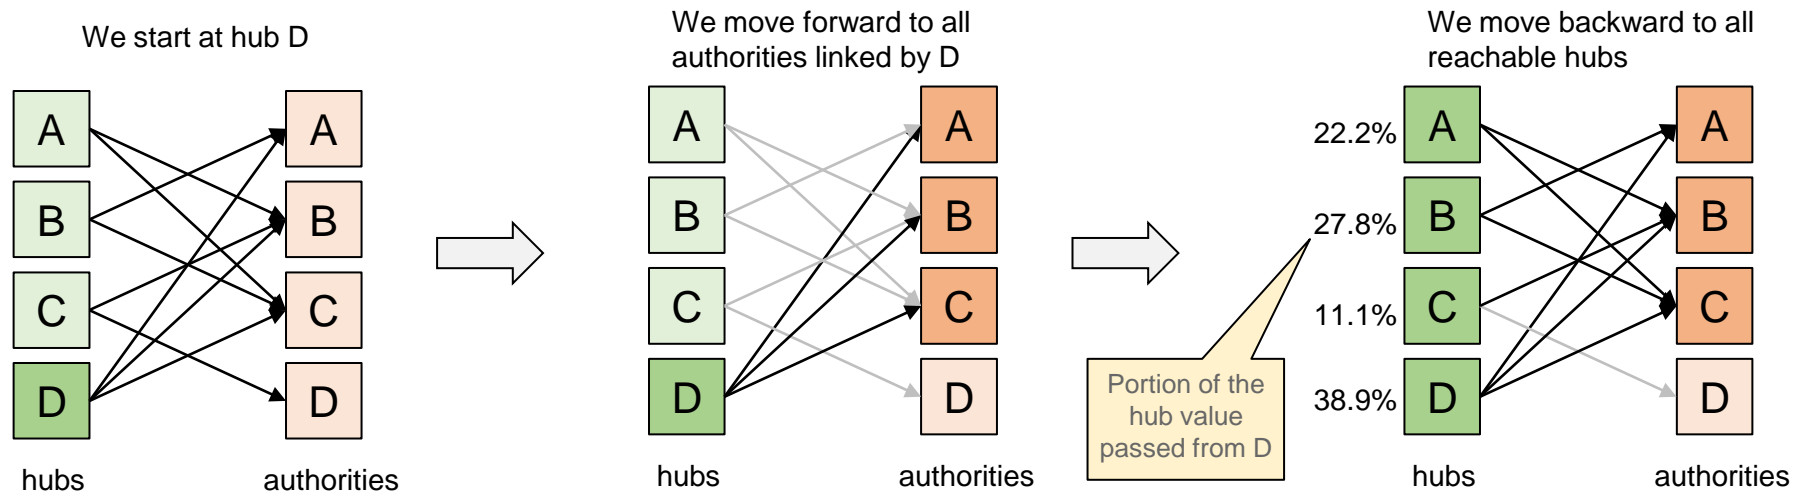 We start at hub D
A
A
B
B
C
C
D
D
hubs
authorities
We move forward to all
authorities linked by D
A
A
B
B
C
C
D
D
hubs
authorities
Portion of the
hub value
passed from D
We move backward to all
reachable hubs
22.2%
A
A
27.8%
B
B
11.1%
C
C
38.9%
D
D
hubs
authorities